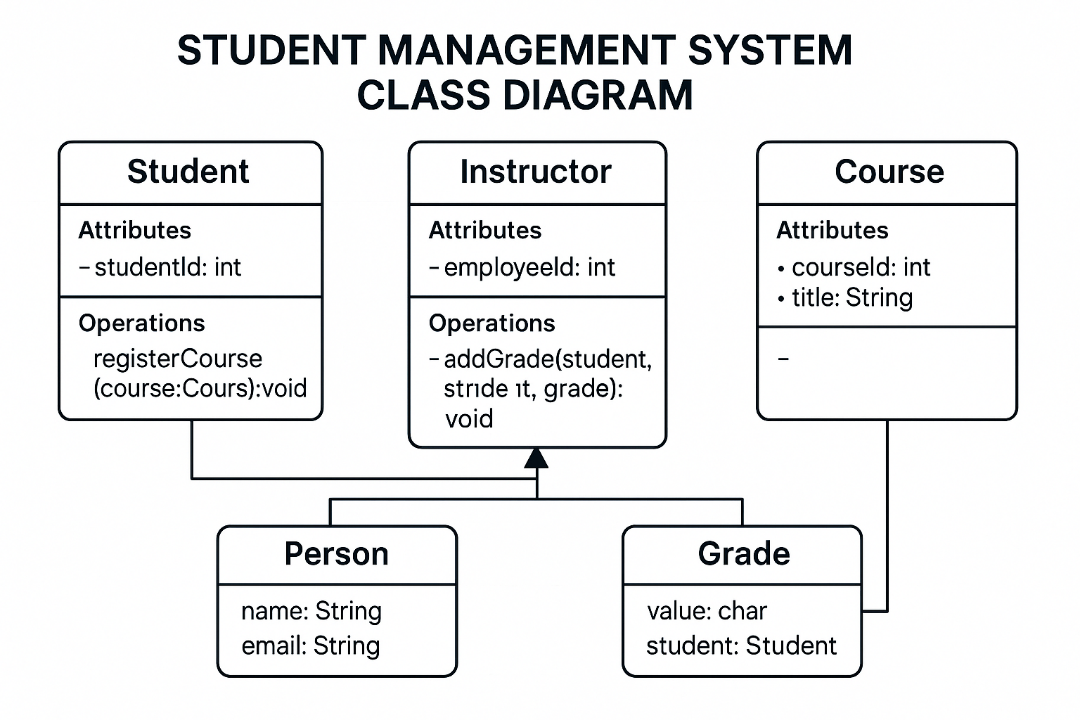 STUDENT MANAGEMENT SYSTEM
CLASS DIAGRAM
Student
Attributes
– studentId: int
Operations
registerCourse
(course:Cours):void
Instructor
Attributes
– employeeId: int
Operations
– addGrade(student,
grade):
void
Course
Attributes
• courseId: int
• title: String
–
Person
name: String
email: String
Grade
value: char
student: Student